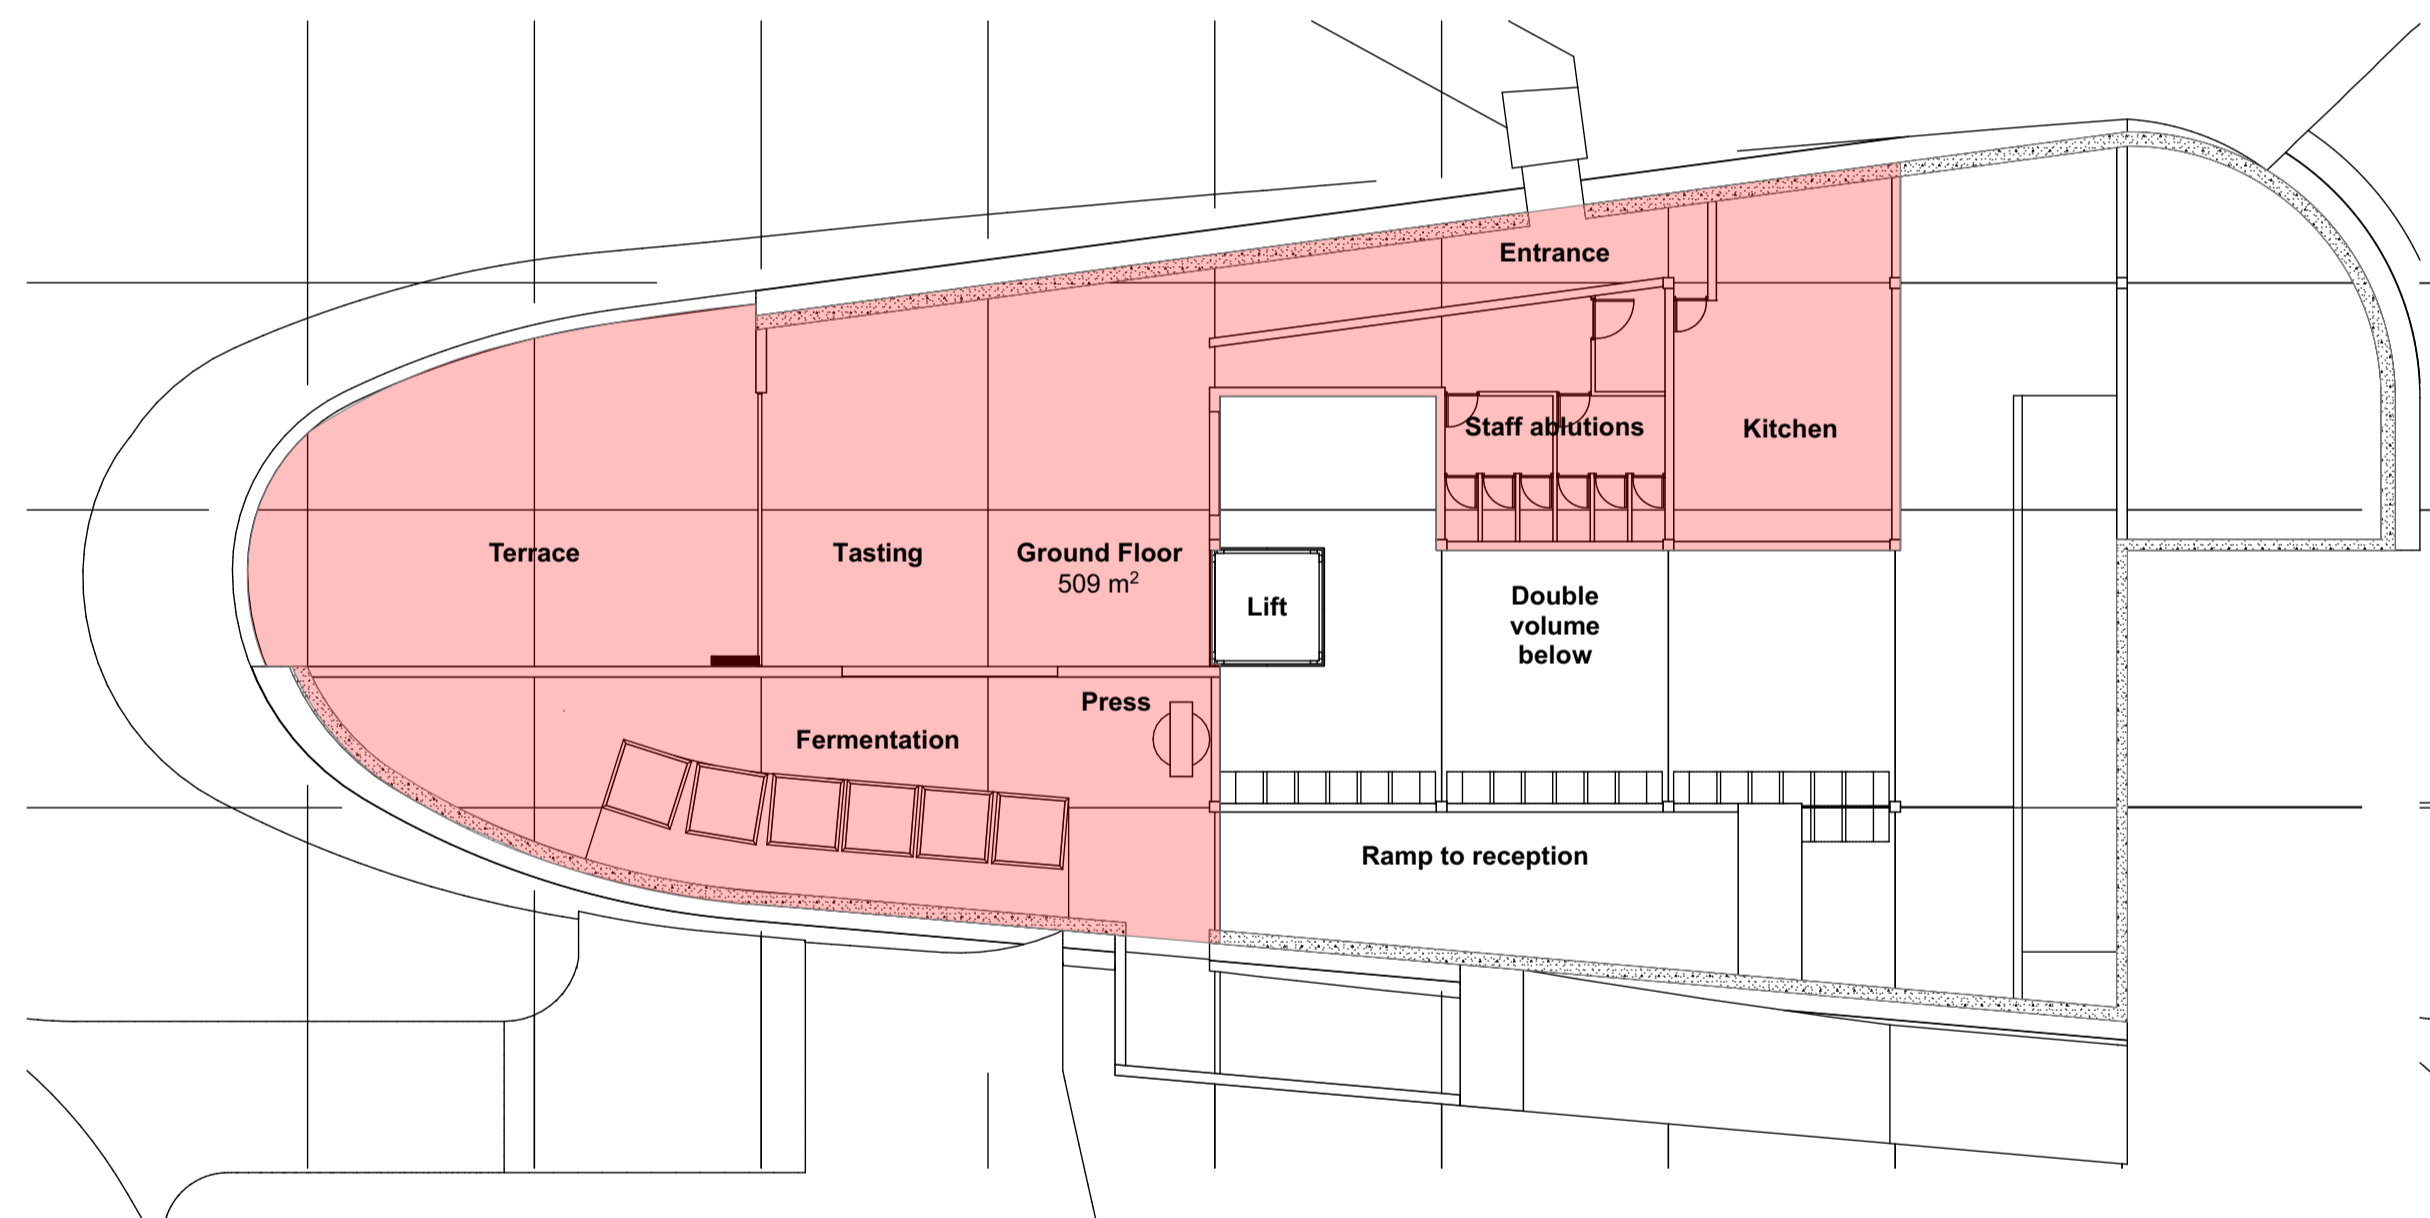 Entrance
Staff ablutions
Kitchen
Terrace
Tasting
Ground Floor
509 m²
Lift
Double
volume
below
Press
Fermentation
Ramp to reception